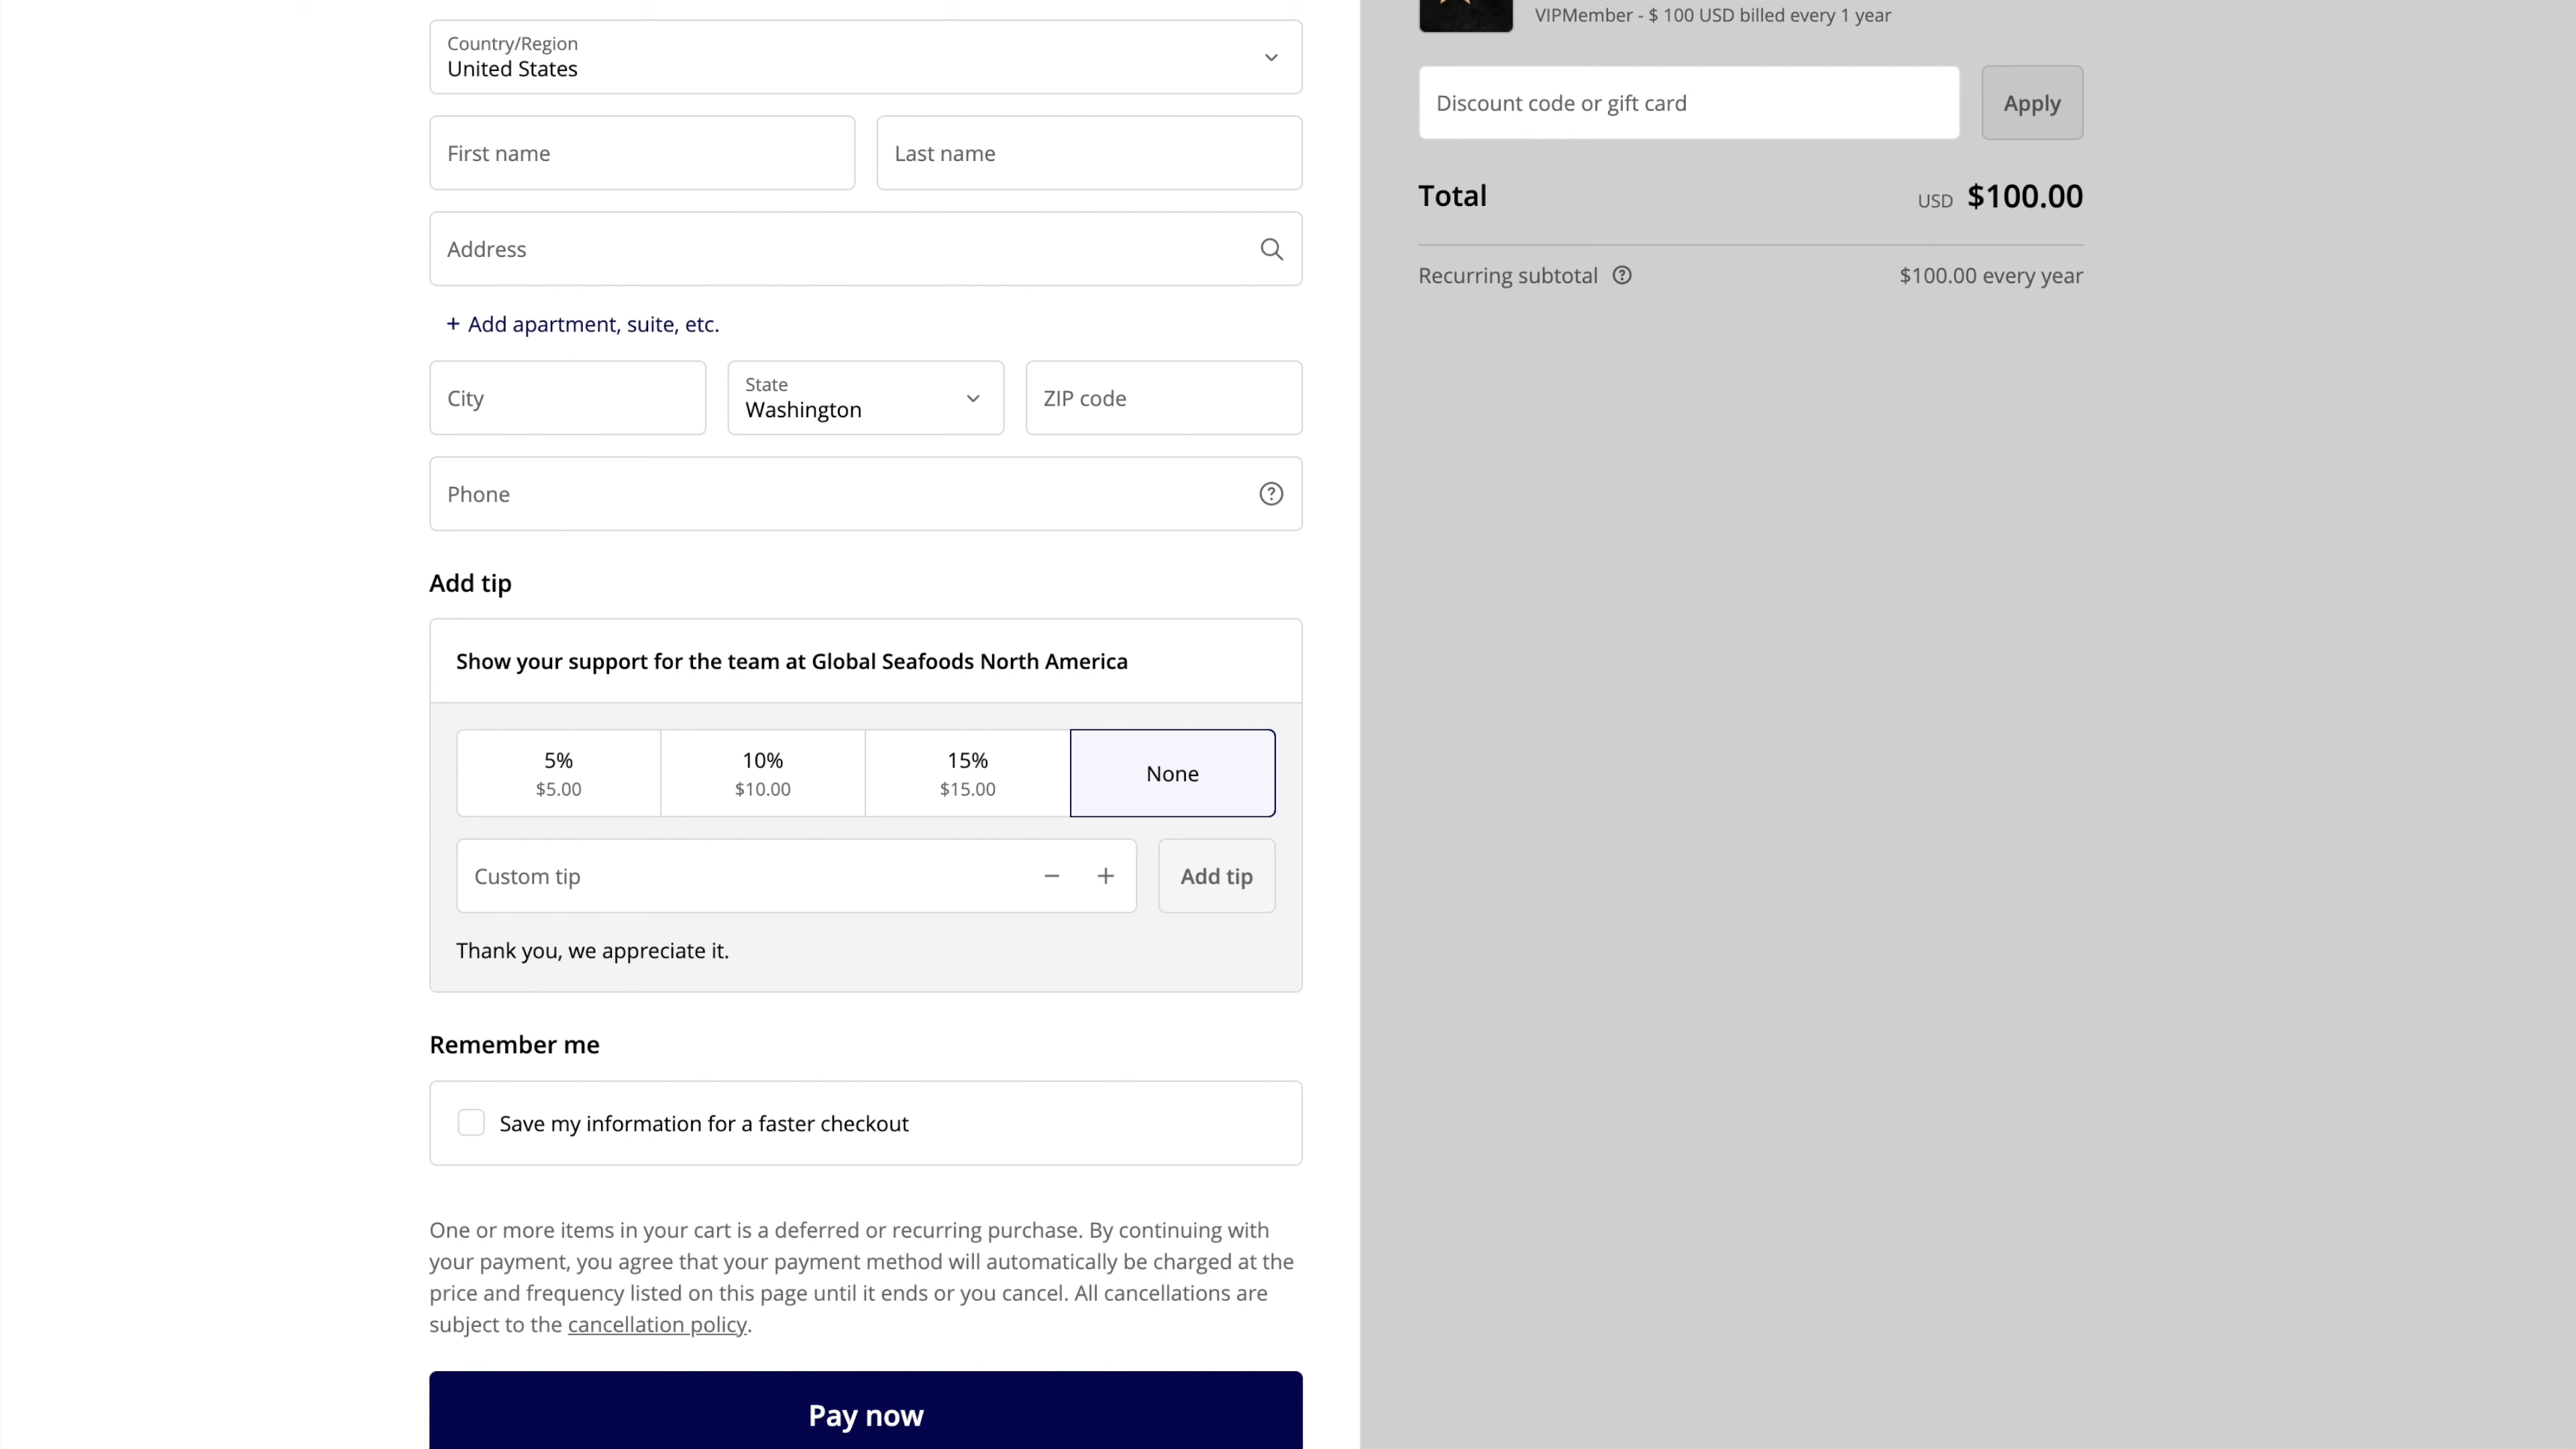 Country/Region
United States
First name
Last name
Address
+ Add apartment, suite, etc.
City
State
Washington
ZIP code
Phone
Add tip
Show your support for the team at Global Seafoods North America
5%
$5.00
10%
$10.00
15%
$15.00
None
Custom tip
Add tip
Thank you, we appreciate it.
Remember me
Save my information for a faster checkout
One or more items in your cart is a deferred or recurring purchase. By continuing with
your payment, you agree that your payment method will automatically be charged at the
price and frequency listed on this page until it ends or you cancel. All cancellations are
subject to the cancellation policy.
Pay now
VIPMember - $ 100 USD billed every 1 year
Discount code or gift card
Apply
Total
USD $100.00
Recurring subtotal
$100.00 every year